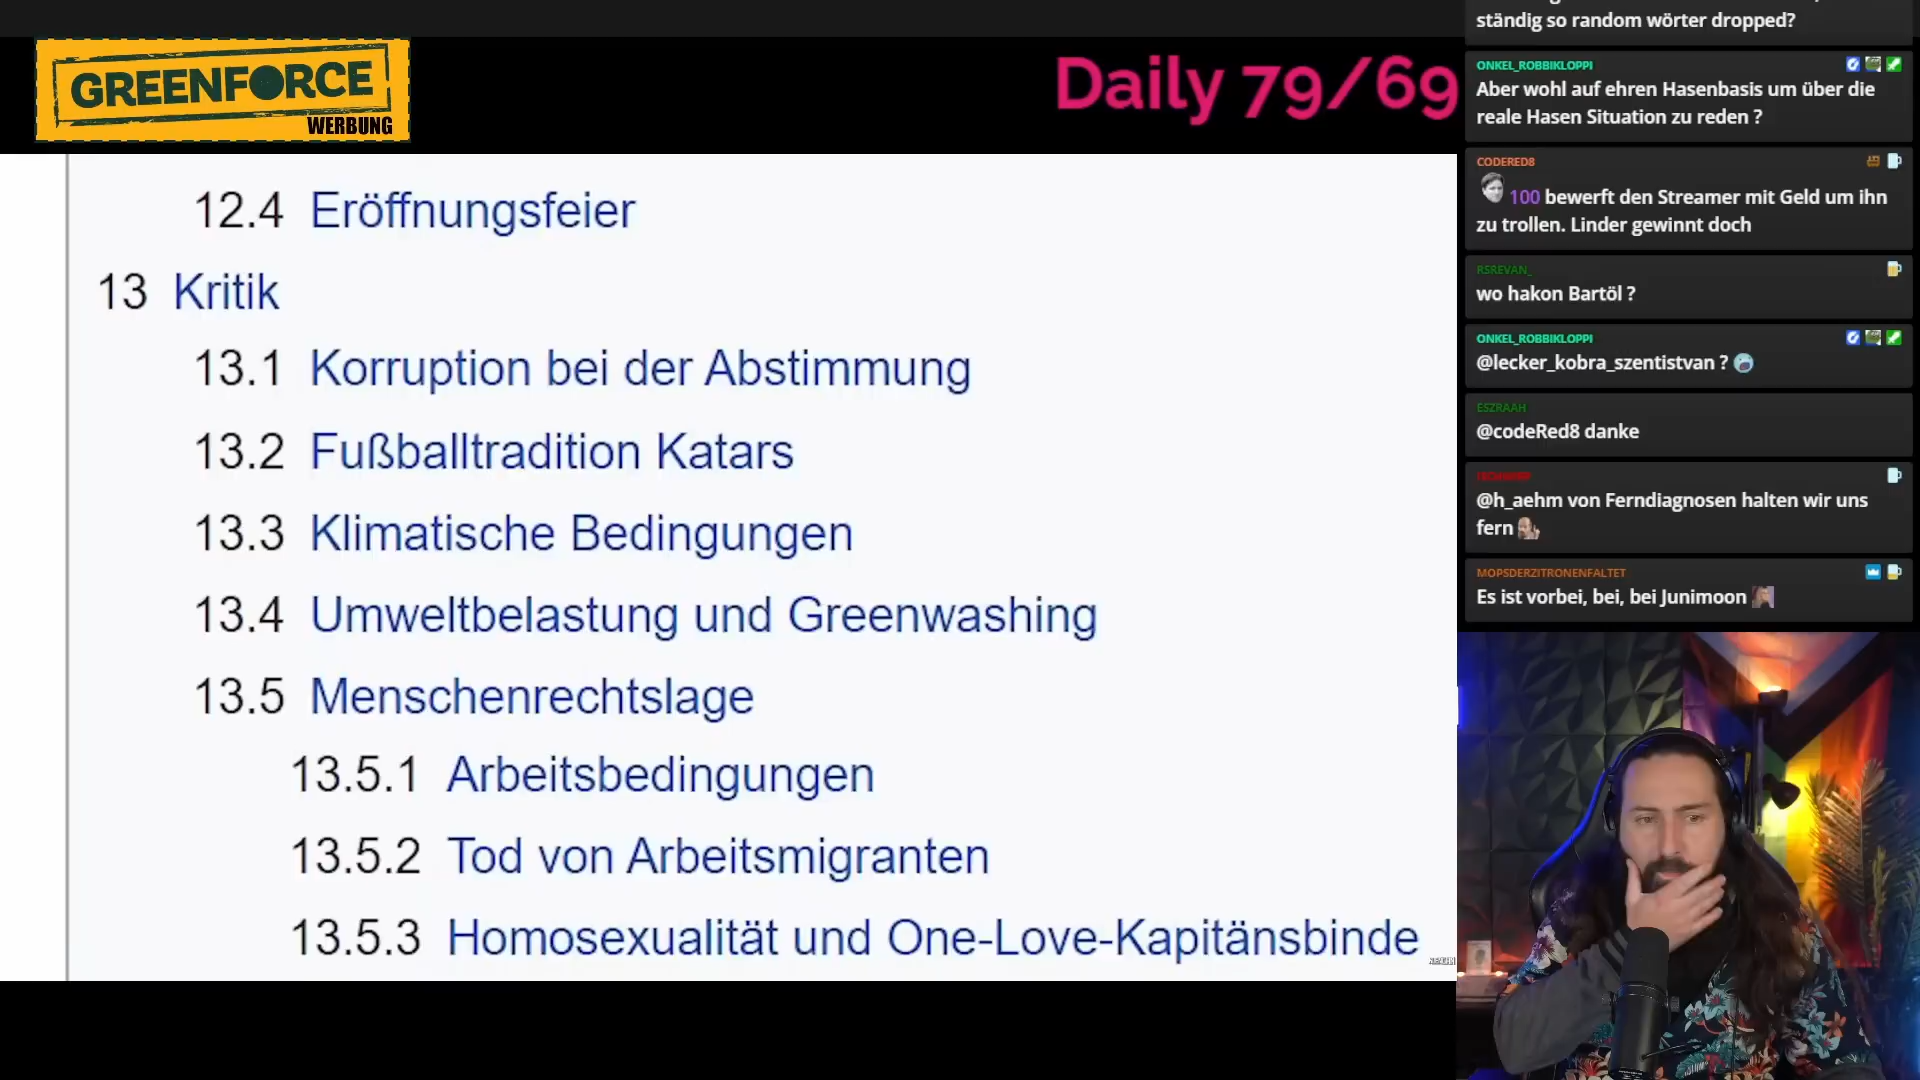 GREENFORCE
WERBUNG
Daily 79/69
12.4 Eröffnungsfeier
13 Kritik
13.1 Korruption bei der Abstimmung
13.2 Fußballtradition Katars
13.3 Klimatische Bedingungen
13.4 Umweltbelastung und Greenwashing
13.5 Menschenrechtslage
13.5.1 Arbeitsbedingungen
13.5.2 Tod von Arbeitsmigranten
13.5.3 Homosexualität und One-Love-Kapitänsbinde
ständig so random wörter dropped?
ONKEL_ROBBIKLOPPI
Aber wohl auf ehren Hasenbasis um über die
reale Hasen Situation zu reden ?
CODERED8
100 bewerft den Streamer mit Geld um ihn
zu trollen. Linder gewinnt doch
RSREVAN_
wo hakon Bartöl ?
ONKEL_ROBBIKLOPPI
@lecker_kobra_szentistvan ?
ESZRAAH
@codeRed8 danke
@h_aehm von Ferndiagnosen halten wir uns
fern
MOPSDERZITRONENFALTET
Es ist vorbei, bei, bei Junimoon